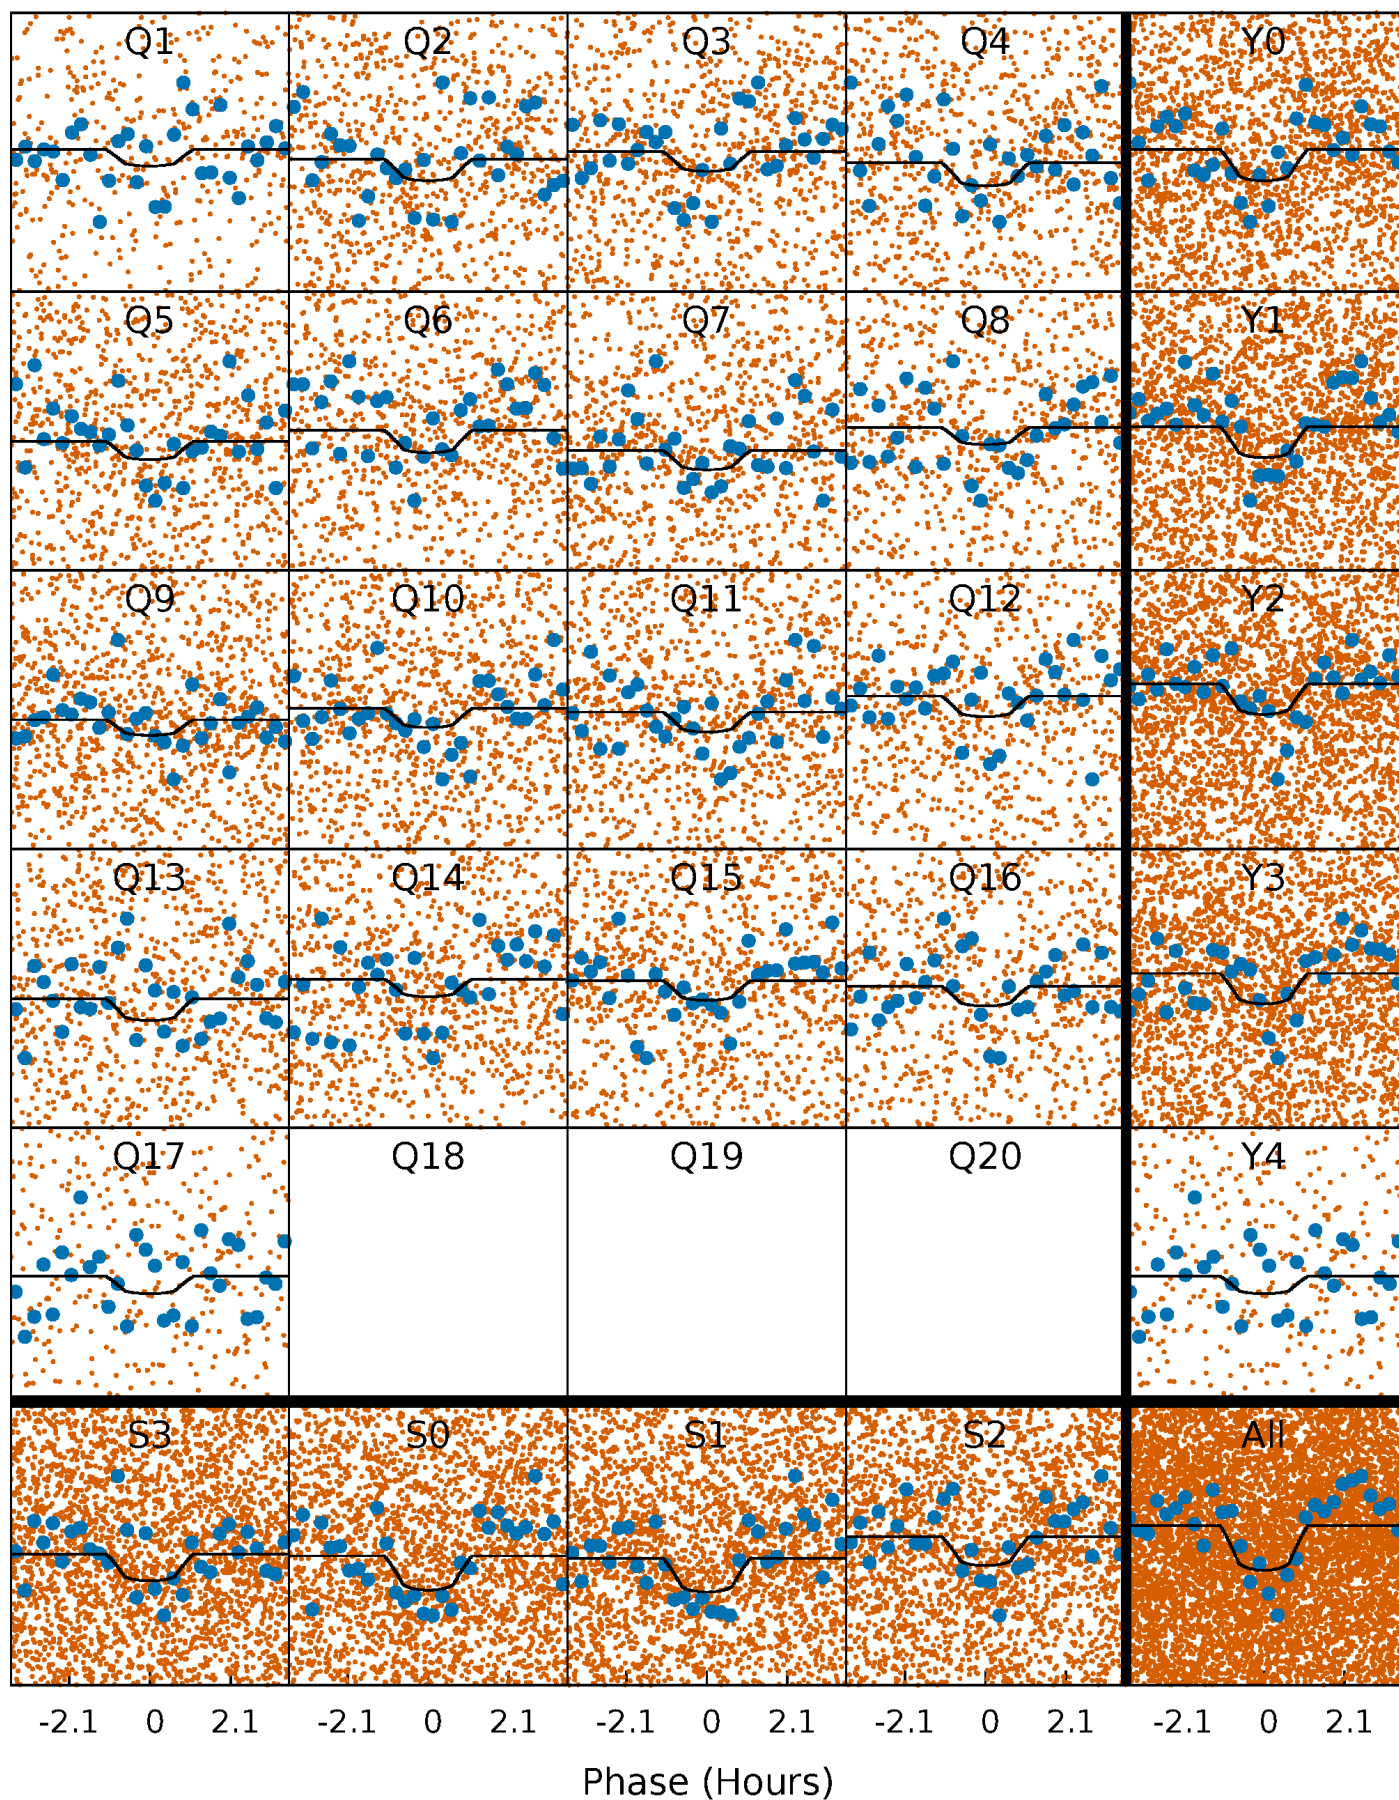 Q1 Q2 Q3 Q4 Y0
Q5 Q6 Q7 Q8 Y1
Q9 Q10 Q11 Q12 Y2
Q13 Q14 Q15 Q16 Y3
Q17 Q18 Q19 Q20 Y4
S3 S0 S1 S2 All
-2.1 0 2.1 -2.1 0 2.1 -2.1 0 2.1 -2.1 0 2.1 -2.1 0 2.1
Phase (Hours)